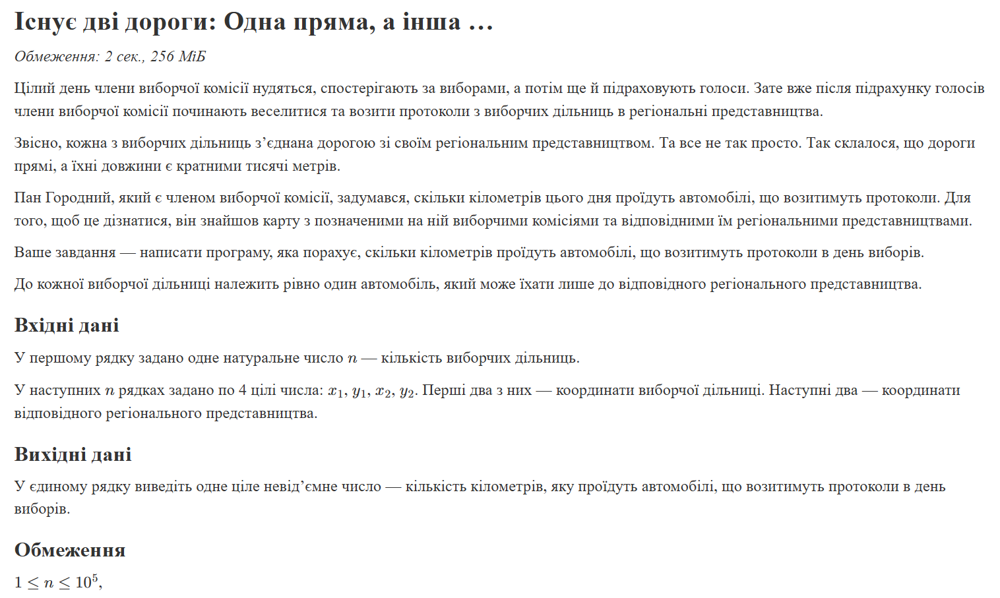 Існує дві дороги: Одна пряма, а інша …
Обмеження: 2 сек., 256 МіБ
Цілий день члени виборчої комісії нудяться, спостерігають за виборами, а потім ще й підраховують голоси. Зате вже після підрахунку голосів
члени виборчої комісії починають веселитися та возити протоколи з виборчих дільниць в регіональні представництва.
Звісно, кожна з виборчих дільниць з’єднана дорогою зі своїм регіональним представництвом. Та все не так просто. Так склалося, що дороги
прямі, а їхні довжини є кратними тисячі метрів.
Пан Городний, який є членом виборчої комісії, задумався, скільки кілометрів цього дня проїдуть автомобілі, що возитимуть протоколи. Для
того, щоб це дізнатися, він знайшов карту з позначеними на ній виборчими комісіями та відповідними їм регіональними представництвами.
Ваше завдання — написати програму, яка порахує, скільки кілометрів проїдуть автомобілі, що возитимуть протоколи в день виборів.
До кожної виборчої дільниці належить рівно один автомобіль, який може їхати лише до відповідного регіонального представництва.
Вхідні дані
У першому рядку задано одне натуральне число n — кількість виборчих дільниць.
У наступних n рядках задано по 4 цілі числа: x₁, y₁, x₂, y₂. Перші два з них — координати виборчої дільниці. Наступні два — координати
відповідного регіонального представництва.
Вихідні дані
У єдиному рядку виведіть одне ціле невід’ємне число — кількість кілометрів, яку проїдуть автомобілі, що возитимуть протоколи в день
виборів.
Обмеження
1 ≤ n ≤ 10⁵,